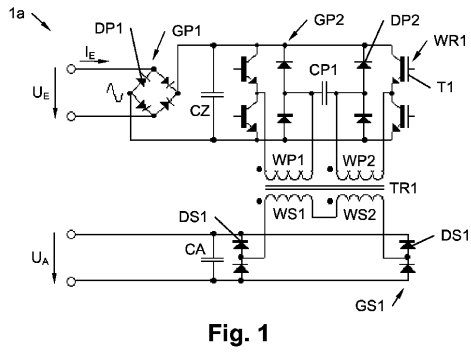 1a
DP1
GP1
GP2
DP2
WR1
I_E
T1
U_E
CZ
CP1
WP1
WP2
TR1
WS1
WS2
DS1
DS1
U_A
CA
GS1
Fig. 1